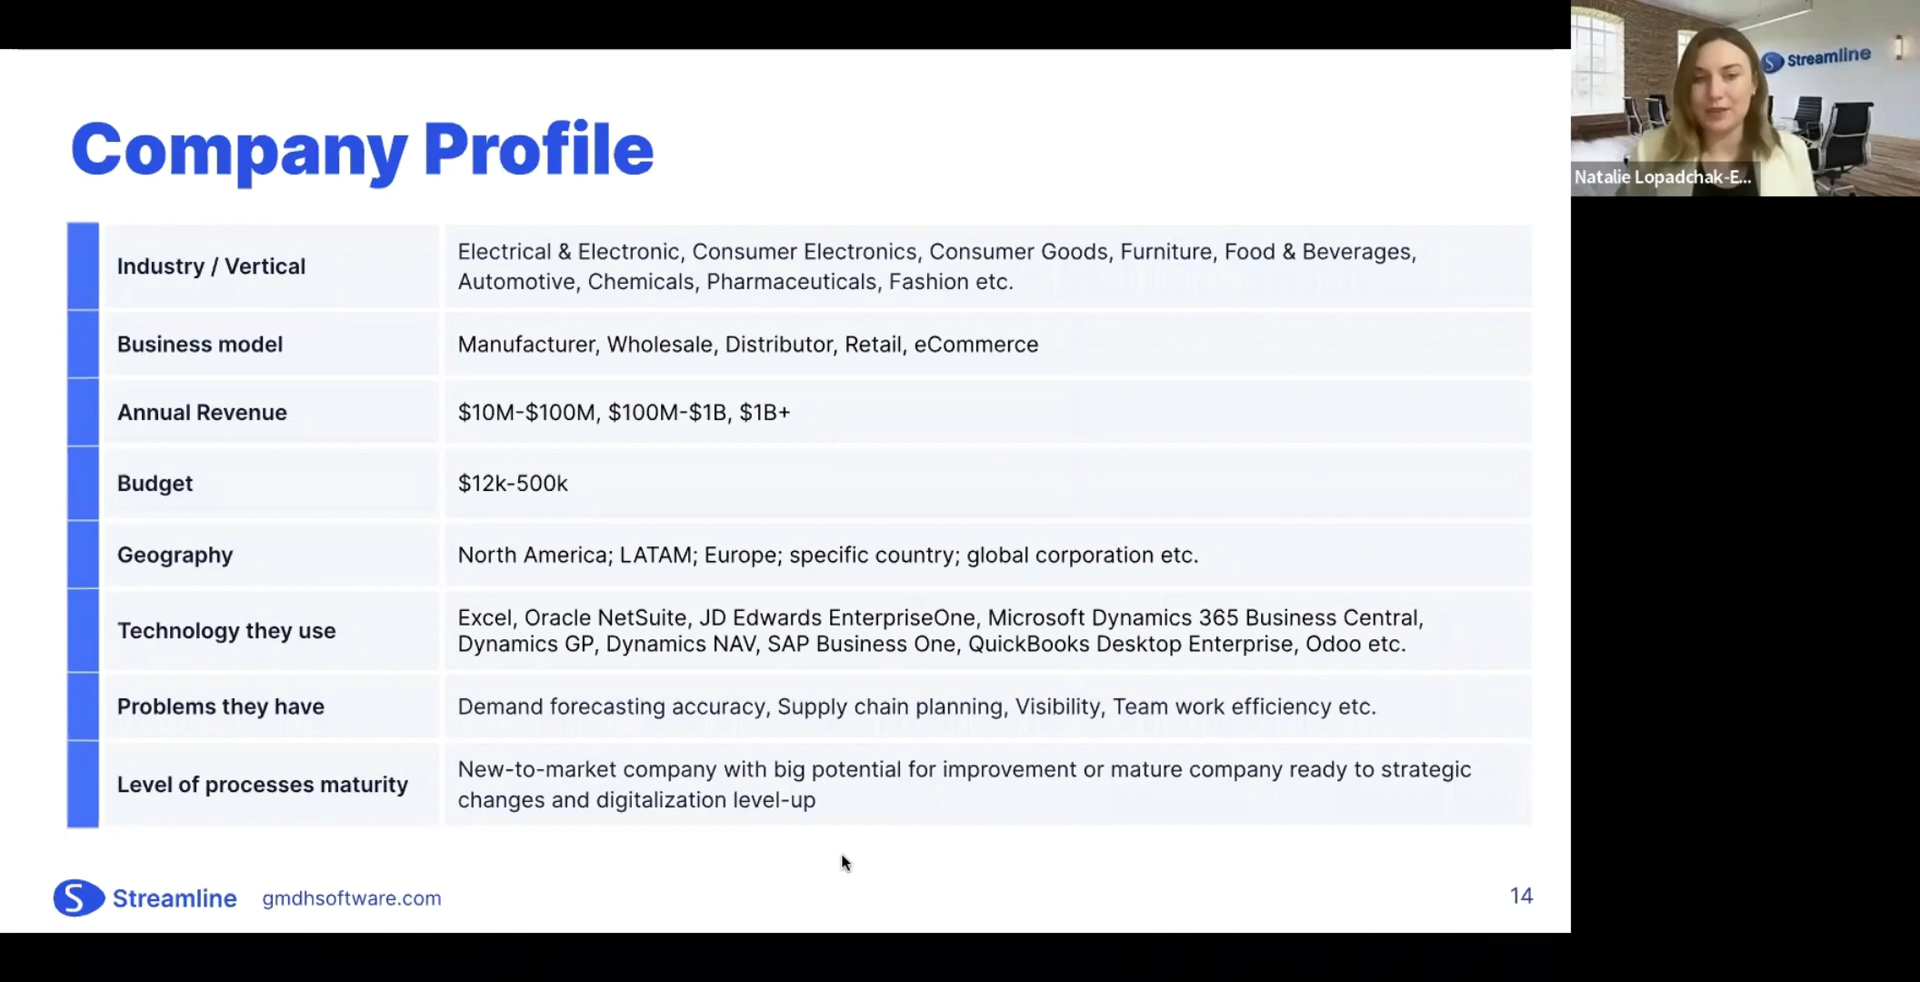 Company Profile
Industry / Vertical
Electrical & Electronic, Consumer Electronics, Consumer Goods, Furniture, Food & Beverages,
Automotive, Chemicals, Pharmaceuticals, Fashion etc.
Business model
Manufacturer, Wholesale, Distributor, Retail, eCommerce
Annual Revenue
$10M-$100M, $100M-$1B, $1B+
Budget
$12k-500k
Geography
North America; LATAM; Europe; specific country; global corporation etc.
Technology they use
Excel, Oracle NetSuite, JD Edwards EnterpriseOne, Microsoft Dynamics 365 Business Central,
Dynamics GP, Dynamics NAV, SAP Business One, QuickBooks Desktop Enterprise, Odoo etc.
Problems they have
Demand forecasting accuracy, Supply chain planning, Visibility, Team work efficiency etc.
Level of processes maturity
New-to-market company with big potential for improvement or mature company ready to strategic
changes and digitalization level-up
Streamline gmdhsoftware.com
14
Streamline
Natalie Lopadchak-E...